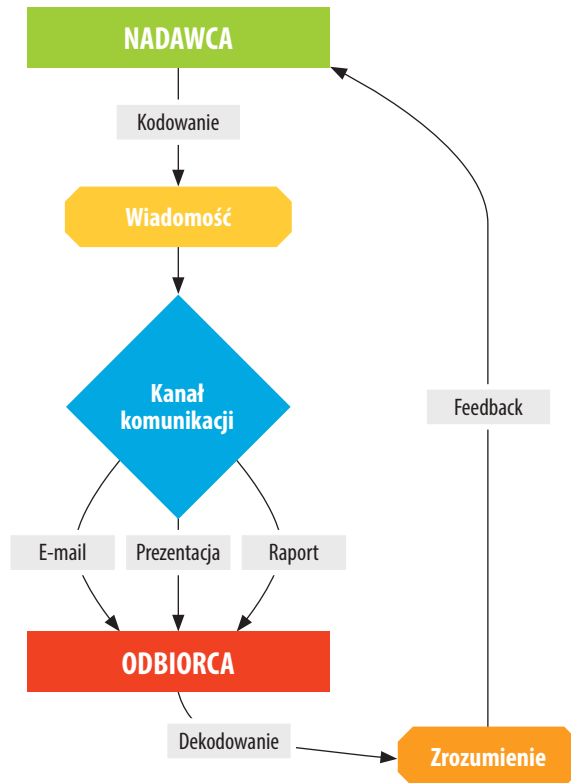 NADAWCA
Kodowanie
Wiadomość
Kanał
komunikacji
Feedback
E-mail
Prezentacja
Raport
ODBIORCA
Dekodowanie
Zrozumienie